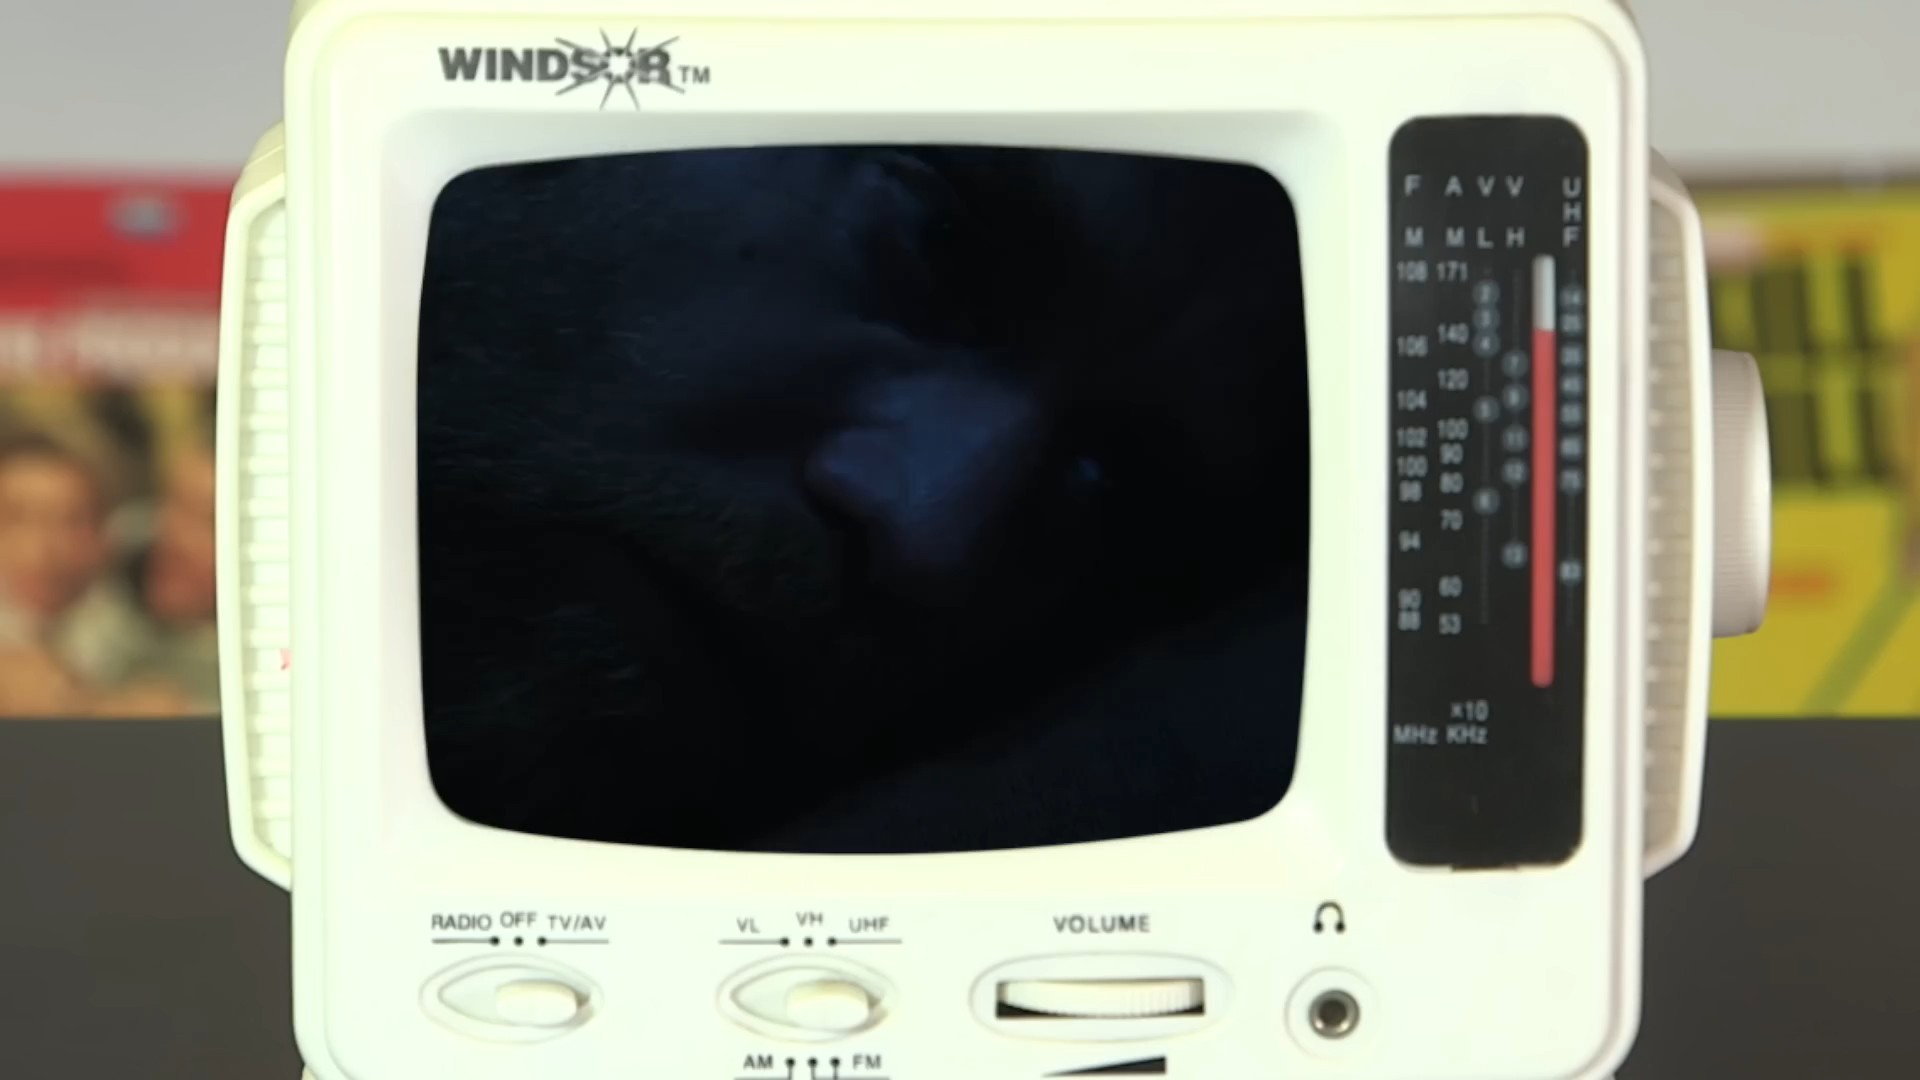 WINDSOR TM
F A V V U
H
M M L H F
108 171
106 140
120
104
102 100
100 90
98 80
70
94
60
90
88 53
×10
MHz KHz
RADIO OFF TV/AV
VL VH UHF
VOLUME
AM FM